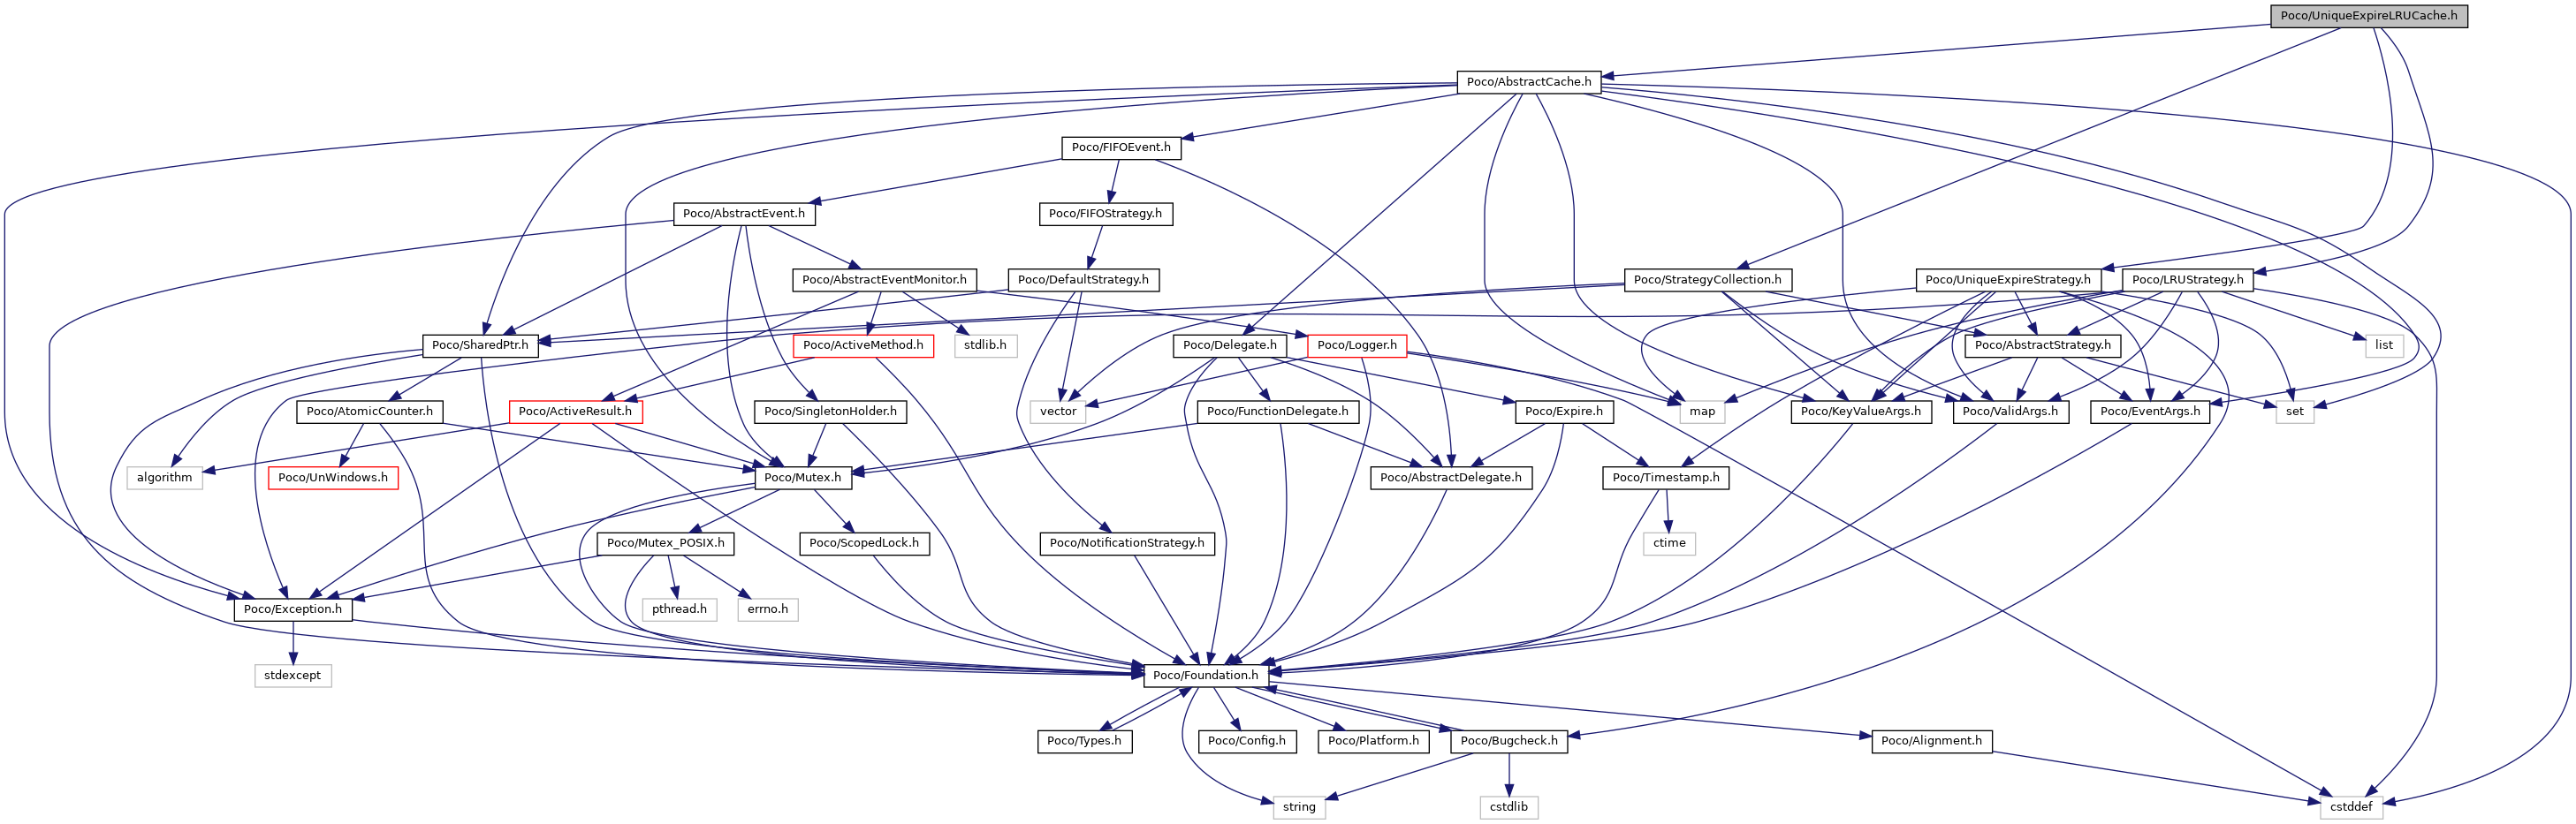 Poco/UniqueExpireLRUCache.h
Poco/AbstractCache.h
Poco/FIFOEvent.h
Poco/AbstractEvent.h
Poco/FIFOStrategy.h
Poco/AbstractEventMonitor.h
Poco/DefaultStrategy.h
Poco/StrategyCollection.h
Poco/UniqueExpireStrategy.h
Poco/LRUStrategy.h
Poco/SharedPtr.h
Poco/ActiveMethod.h
stdlib.h
Poco/Delegate.h
Poco/Logger.h
Poco/AbstractStrategy.h
list
Poco/AtomicCounter.h
Poco/ActiveResult.h
Poco/SingletonHolder.h
vector
Poco/FunctionDelegate.h
Poco/Expire.h
map
Poco/KeyValueArgs.h
Poco/ValidArgs.h
Poco/EventArgs.h
set
algorithm
Poco/UnWindows.h
Poco/Mutex.h
Poco/AbstractDelegate.h
Poco/Timestamp.h
Poco/Mutex_POSIX.h
Poco/ScopedLock.h
Poco/NotificationStrategy.h
ctime
Poco/Exception.h
pthread.h
errno.h
stdexcept
Poco/Foundation.h
Poco/Types.h
Poco/Config.h
Poco/Platform.h
Poco/Bugcheck.h
Poco/Alignment.h
string
cstdlib
cstddef